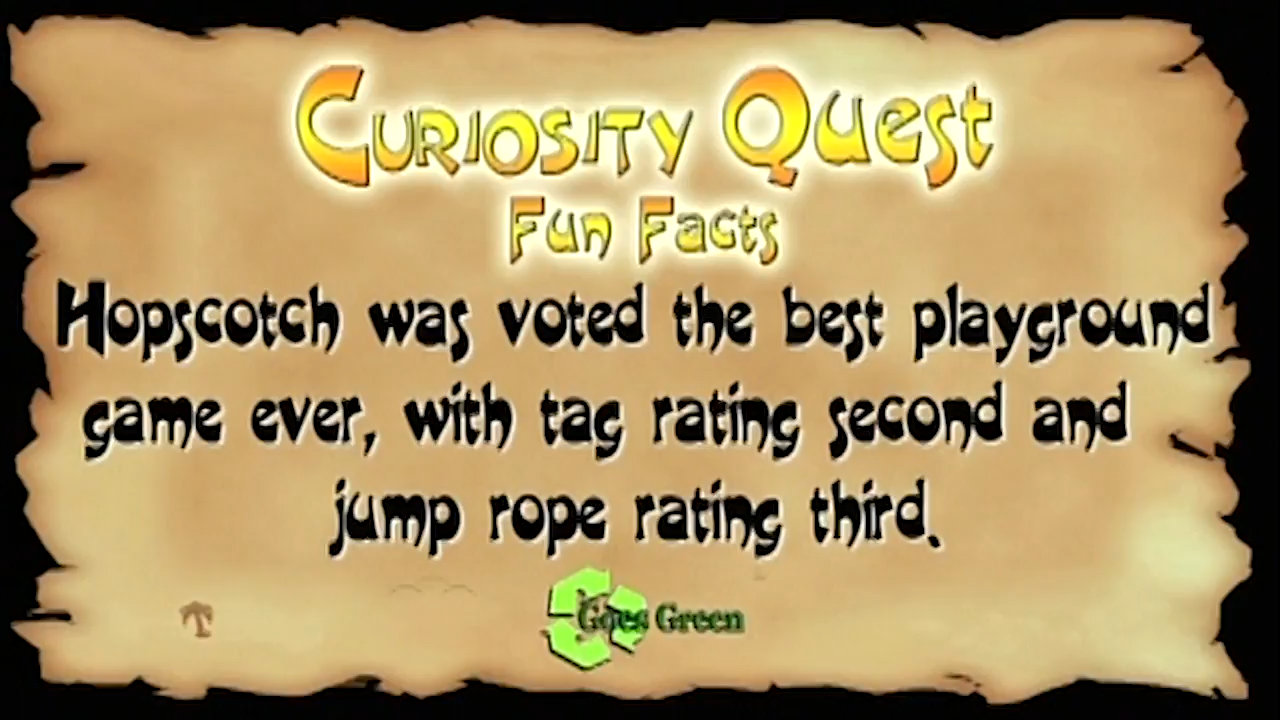 Curiosity Quest
Fun Facts
Hopscotch was voted the best playground
game ever, with tag rating second and
jump rope rating third.
Goes Green